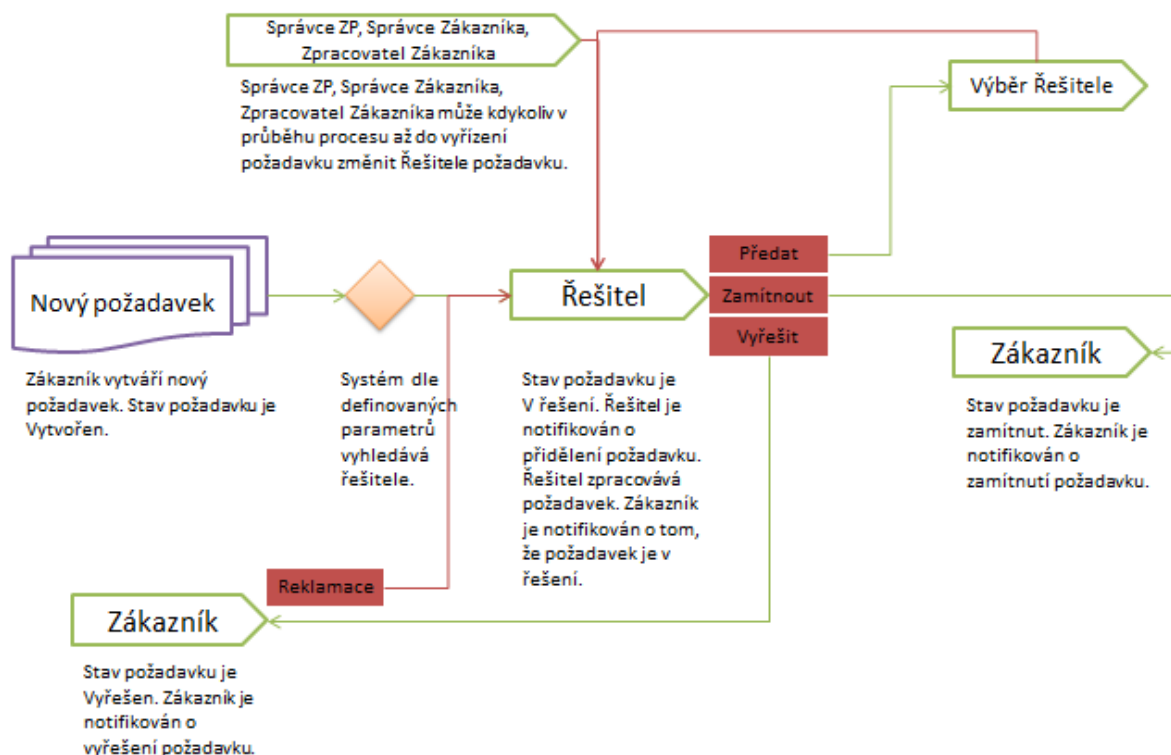 Správce ZP, Správce Zákazníka,
Zpracovatel Zákazníka
Správce ZP, Správce Zákazníka,
Zpracovatel Zákazníka může kdykoliv v
průběhu procesu až do vyřízení
požadavku změnit Řešitele požadavku.
Výběr Řešitele
Nový požadavek
Zákazník vytváří nový
požadavek. Stav požadavku je
Vytvořen.
Systém dle
definovaných
parametrů
vyhledává
řešitele.
Řešitel
Předat
Zamítnout
Vyřešit
Stav požadavku je
V řešení. Řešitel je
notifikován o
přidělení požadavku.
Řešitel zpracovává
požadavek. Zákazník
je notifikován o tom,
že požadavek je v
řešení.
Zákazník
Stav požadavku je
zamítnut. Zákazník je
notifikován o
zamítnutí požadavku.
Reklamace
Zákazník
Stav požadavku je
Vyřešen. Zákazník je
notifikován o
vyřešení požadavku.